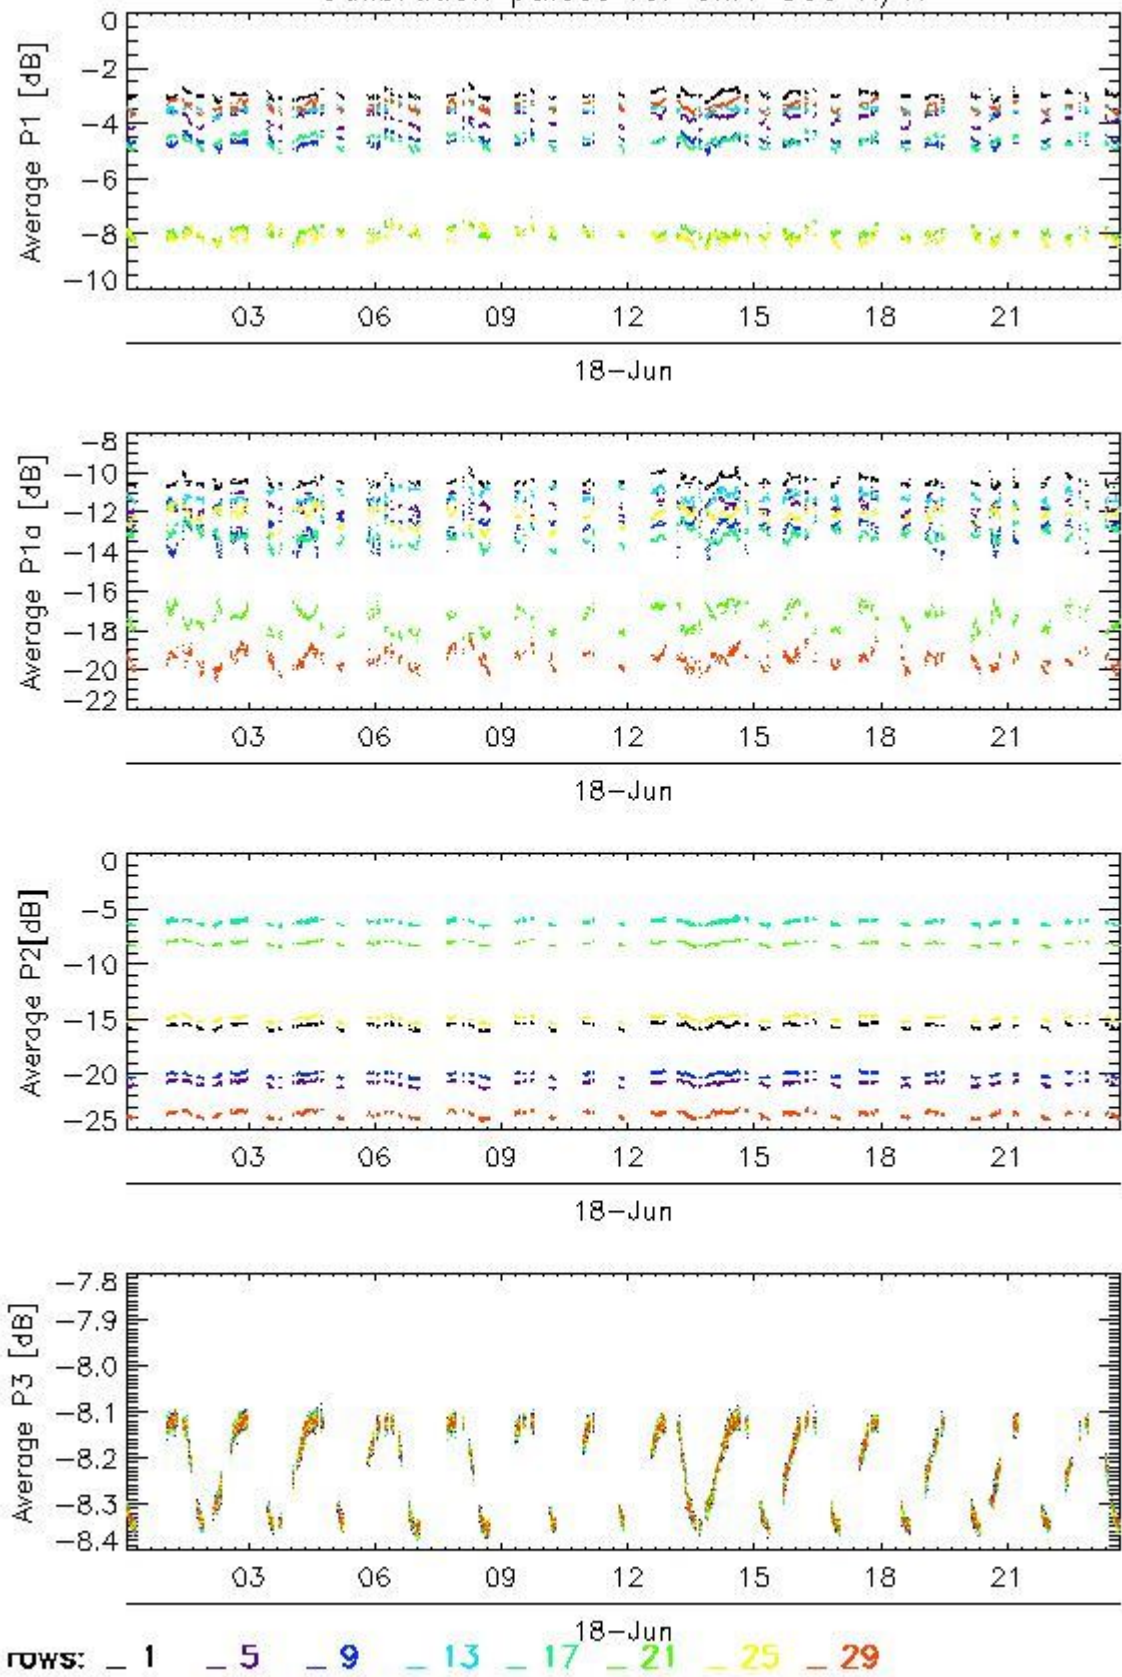 Average P1 [dB]
0
−2
−4
−6
−8
−10
03 06 09 12 15 18 21
18−Jun
Average P1a [dB]
−8
−10
−12
−14
−16
−18
−20
−22
03 06 09 12 15 18 21
18−Jun
Average P2[dB]
0
−5
−10
−15
−20
−25
03 06 09 12 15 18 21
18−Jun
Average P3 [dB]
−7.8
−7.9
−8.0
−8.1
−8.2
−8.3
−8.4
03 06 09 12 15 18 21
18−Jun
rows: _ 1 _ 5 _ 9 _ 13 _ 17 _ 21 _ 25 _ 29